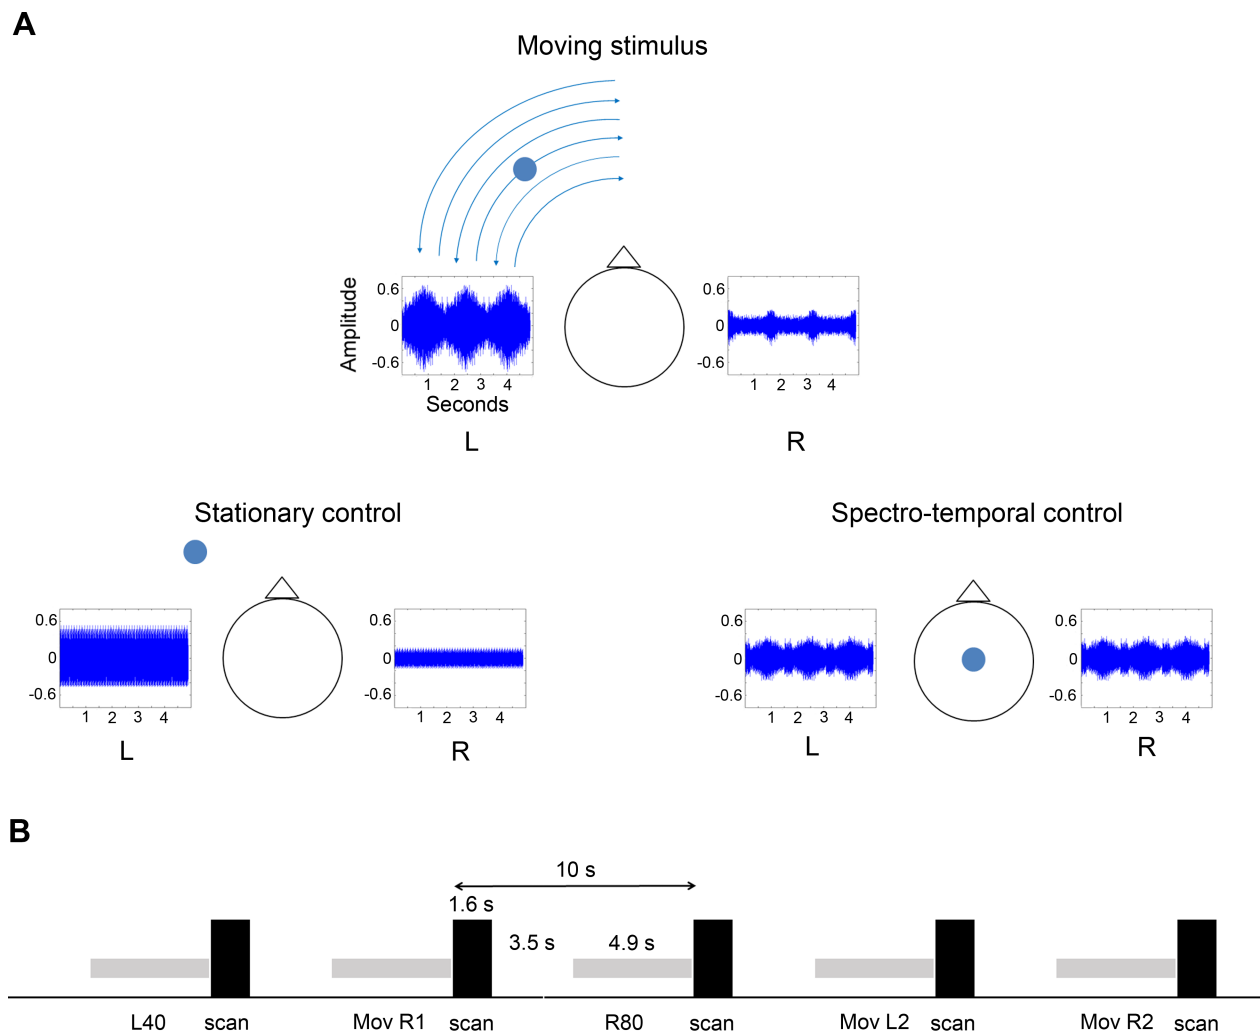 A
Moving stimulus
Amplitude
0.6
0
-0.6
1 2 3 4
Seconds
L
0.6
0
-0.6
1 2 3 4
R
Stationary control
0.6
0
-0.6
1 2 3 4
L
0.6
0
-0.6
1 2 3 4
R
Spectro-temporal control
0.6
0
-0.6
1 2 3 4
L
0.6
0
-0.6
1 2 3 4
R
B
10 s
1.6 s
3.5 s 4.9 s
L40 scan Mov R1 scan R80 scan Mov L2 scan Mov R2 scan